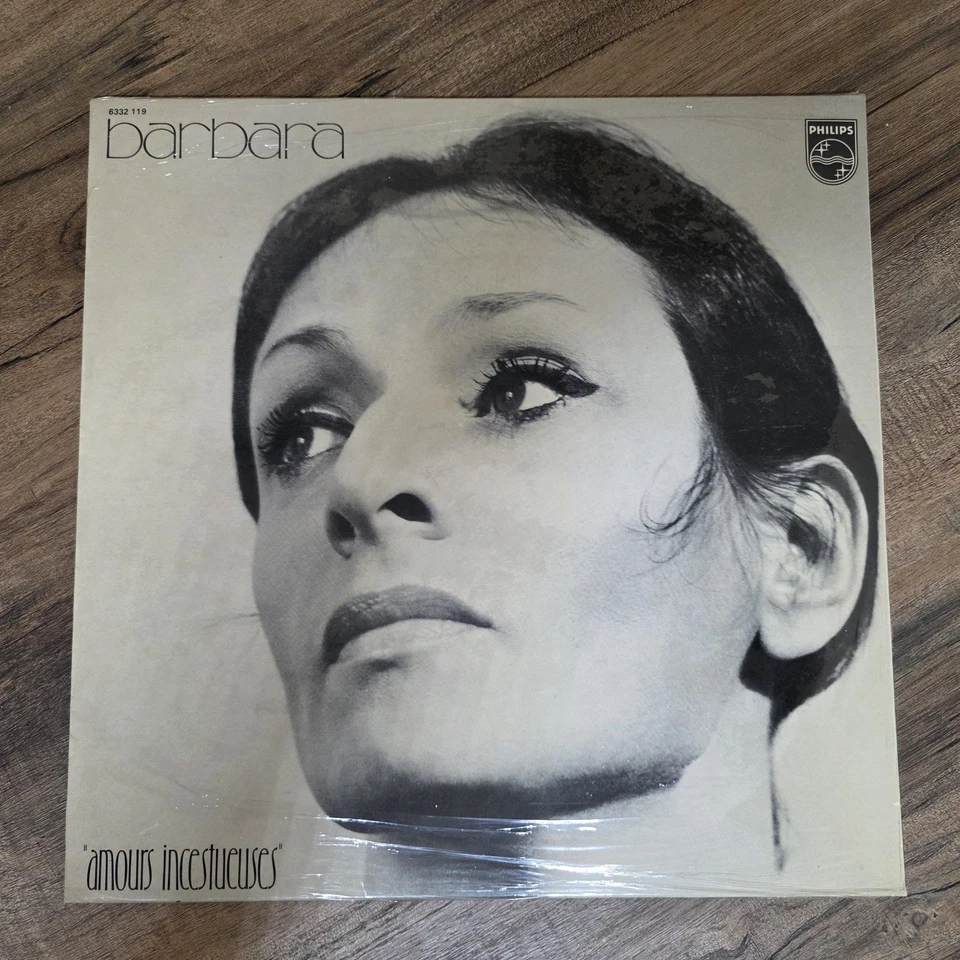 6332 119
barbara
PHILIPS
"amours incestueuses"